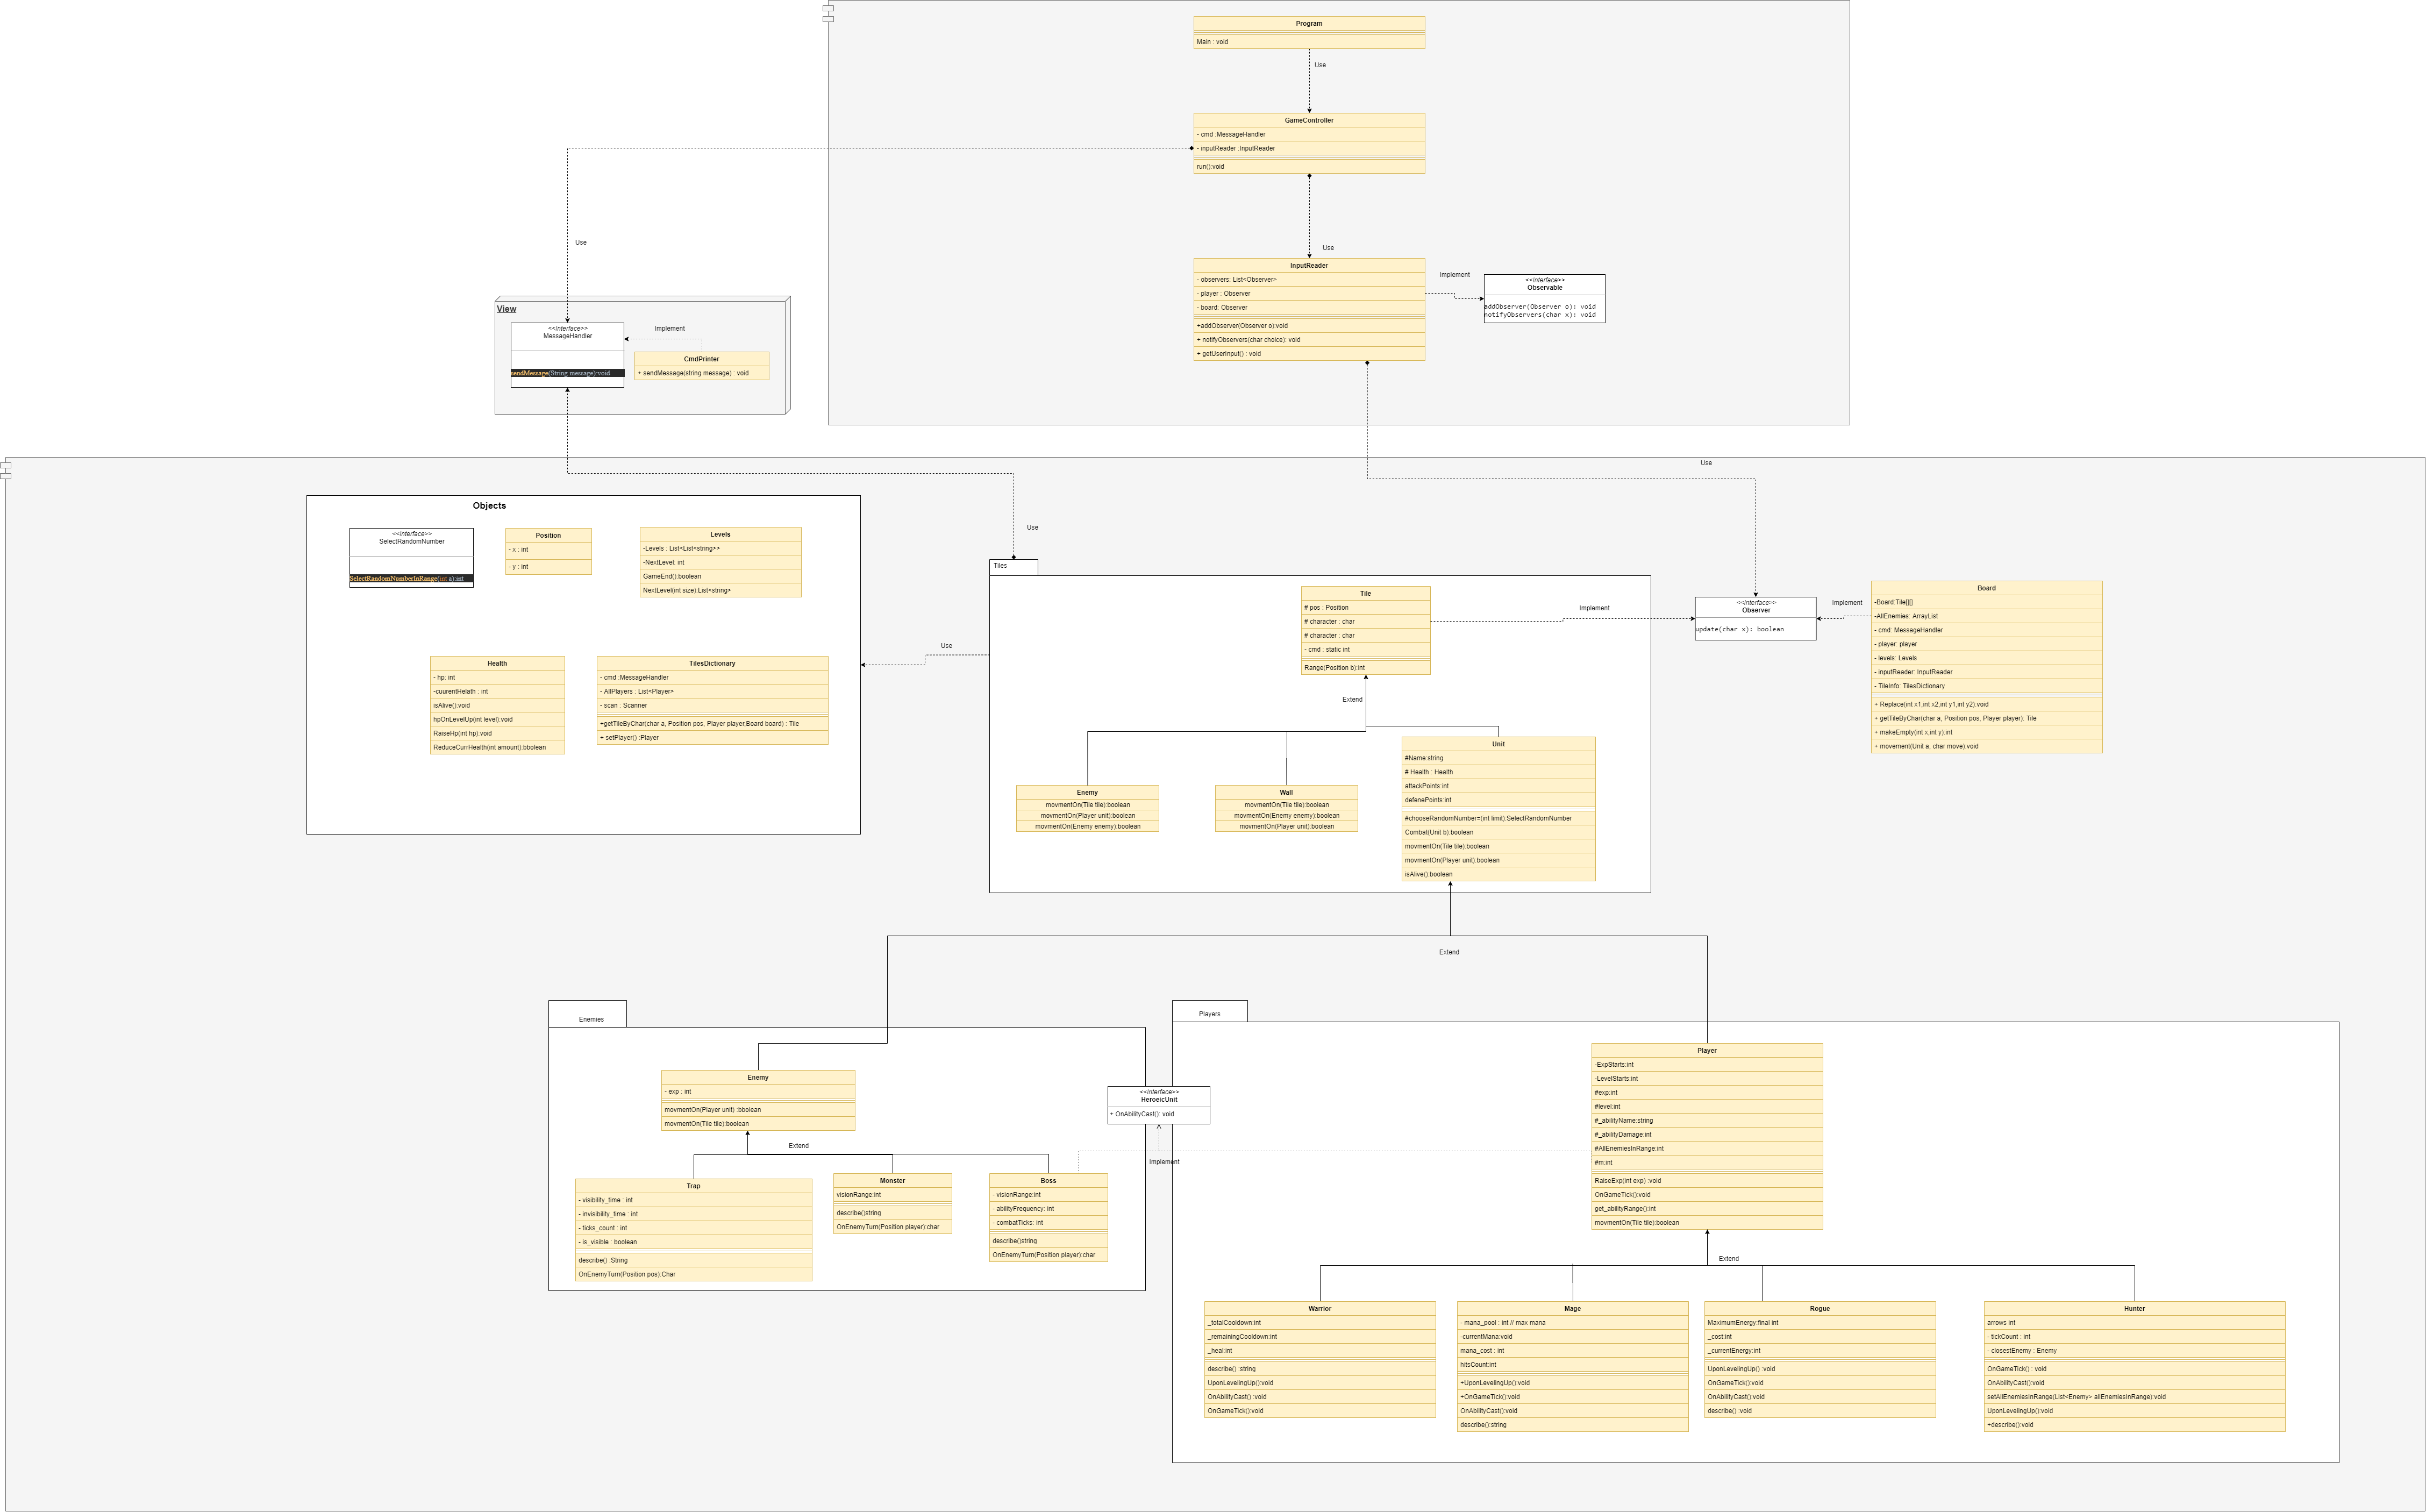 Program
Main : void
Use
GameController
- cmd :MessageHandler
- inputReader :InputReader
run():void
Use
Use
InputReader
- observers: List<Observer>
- player : Observer
- board: Observer
+addObserver(Observer o):void
+ notifyObservers(char choice): void
+ getUserInput() : void
Implement
<<interface>>
Observable
addObserver(Observer o): void
notifyObservers(char x): void
View
<<interface>>
MessageHandler
sendMessage(String message):void
Implement
CmdPrinter
+ sendMessage(string message) : void
Use
Use
Objects
<<interface>>
SelectRandomNumber
SelectRandomNumberInRange(int a):int
Position
- x : int
- y : int
Levels
-Levels : List<List<string>>
-NextLevel: int
GameEnd():boolean
NextLevel(int size):List<string>
Health
- hp: int
-cuurentHelath : int
isAlive():void
hpOnLevelUp(int level):void
RaiseHp(int hp):void
ReduceCurrHealth(int amount):bboolean
TilesDictionary
- cmd :MessageHandler
- AllPlayers : List<Player>
- scan : Scanner
+getTileByChar(char a, Position pos, Player player,Board board) : Tile
+ setPlayer() :Player
Use
Tiles
Tile
# pos : Position
# character : char
# character : char
- cmd : static int
Range(Position b):int
Implement
<<interface>>
Observer
update(char x): boolean
Implement
Board
-Board:Tile[][]
-AllEnemies: ArrayList
- cmd: MessageHandler
- player: player
- levels: Levels
- inputReader: InputReader
- TileInfo: TilesDictionary
+ Replace(int x1,int x2,int y1,int y2):void
+ getTileByChar(char a, Position pos, Player player): Tile
+ makeEmpty(int x,int y):int
+ movement(Unit a, char move):void
Extend
Enemy
movmentOn(Tile tile):boolean
movmentOn(Player unit):boolean
movmentOn(Enemy enemy):boolean
Wall
movmentOn(Tile tile):boolean
movmentOn(Enemy enemy):boolean
movmentOn(Player unit):boolean
Unit
#Name:string
# Health : Health
attackPoints:int
defenePoints:int
#chooseRandomNumber=(int limit):SelectRandomNumber
Combat(Unit b):boolean
movmentOn(Tile tile):boolean
movmentOn(Player unit):boolean
isAlive():boolean
Extend
Enemies
Enemy
- exp : int
movmentOn(Player unit) :bboolean
movmentOn(Tile tile):boolean
Extend
Trap
- visibility_time : int
- invisibility_time : int
- ticks_count : int
- is_visible : boolean
describe() :String
OnEnemyTurn(Position pos):Char
Monster
visionRange:int
describe()string
OnEnemyTurn(Position player):char
Boss
- visionRange:int
- abilityFrequency: int
- combatTicks: int
describe()string
OnEnemyTurn(Position player):char
<<interface>>
HeroeicUnit
+ OnAbilityCast(): void
Implement
Players
Player
-ExpStarts:int
-LevelStarts:int
#exp:int
#level:int
#_abilityName:string
#_abilityDamage:int
#AllEnemiesInRange:int
#m:int
RaiseExp(int exp) :void
OnGameTick():void
get_abilityRange():int
movmentOn(Tile tile):boolean
Extend
Warrior
_totalCooldown:int
_remainingCooldown:int
_heal:int
describe() :string
UponLevelingUp():void
OnAbilityCast() :void
OnGameTick():void
Mage
- mana_pool : int // max mana
-currentMana:void
mana_cost : int
hitsCount:int
+UponLevelingUp():void
+OnGameTick():void
OnAbilityCast():void
describe():string
Rogue
MaximumEnergy:final int
_cost:int
_currentEnergy:int
UponLevelingUp() :void
OnGameTick():void
OnAbilityCast():void
describe() :void
Hunter
arrows int
- tickCount : int
- closestEnemy : Enemy
OnGameTick() : void
OnAbilityCast():void
setAllEnemiesInRange(List<Enemy> allEnemiesInRange):void
UponLevelingUp():void
+describe():void